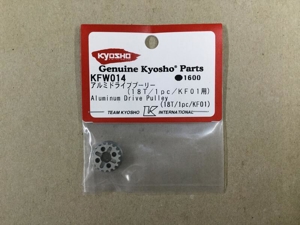 KYOSHO
Genuine Kyosho® Parts
KFW014 ●1600
アルミドライブプーリー
(18T/1pc/KF01用)
Aluminum Drive Pulley
(18T/1pc/KF01)
TEAM KYOSHO K INTERNATIONAL